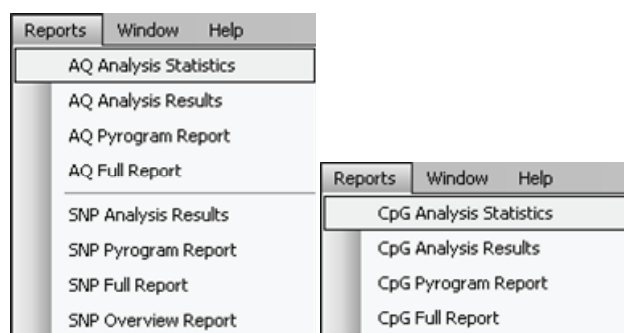 Reports Window Help
AQ Analysis Statistics
AQ Analysis Results
AQ Pyrogram Report
AQ Full Report
SNP Analysis Results
SNP Pyrogram Report
SNP Full Report
SNP Overview Report
Reports Window Help
CpG Analysis Statistics
CpG Analysis Results
CpG Pyrogram Report
CpG Full Report